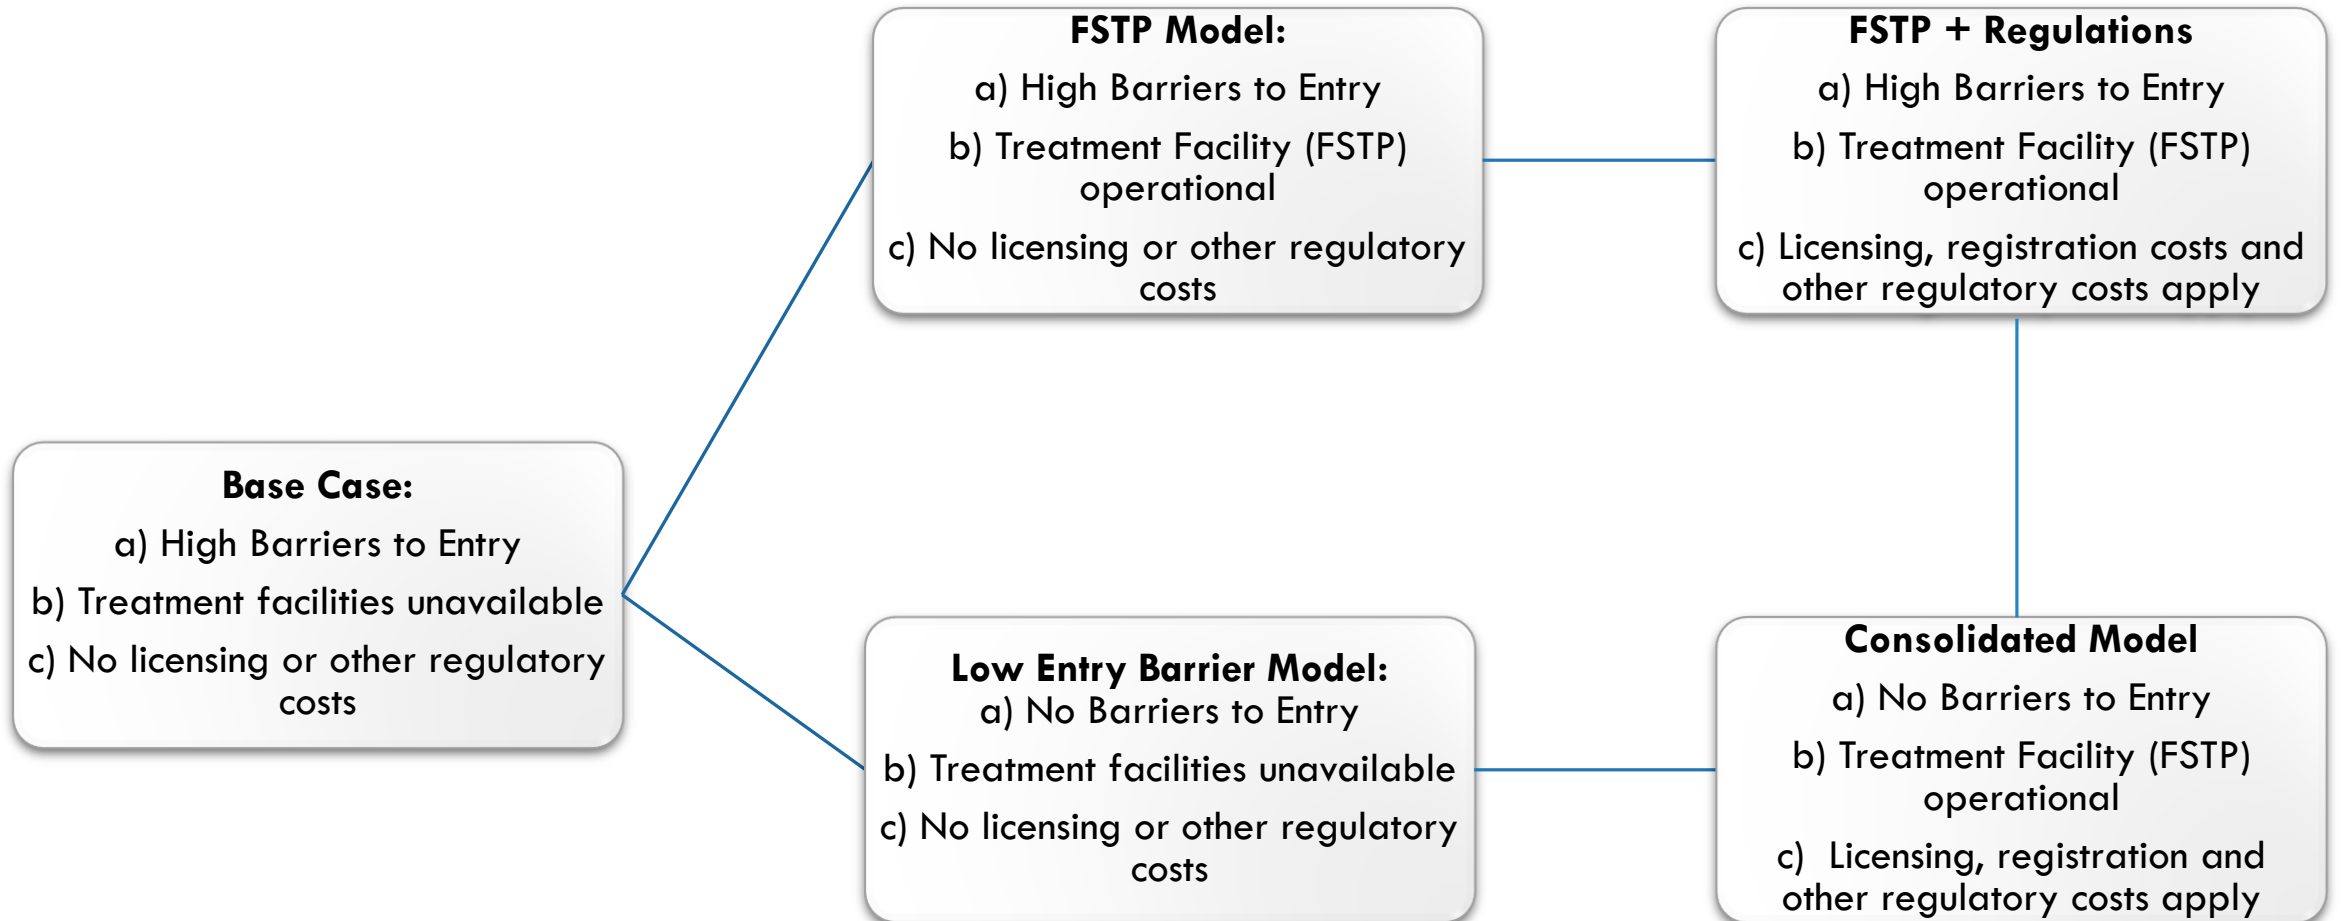 FSTP Model:
a) High Barriers to Entry
b) Treatment Facility (FSTP)
operational
c) No licensing or other regulatory
costs
FSTP + Regulations
a) High Barriers to Entry
b) Treatment Facility (FSTP)
operational
c) Licensing, registration costs and
other regulatory costs apply
Base Case:
a) High Barriers to Entry
b) Treatment facilities unavailable
c) No licensing or other regulatory
costs
Low Entry Barrier Model:
a) No Barriers to Entry
b) Treatment facilities unavailable
c) No licensing or other regulatory
costs
Consolidated Model
a) No Barriers to Entry
b) Treatment Facility (FSTP)
operational
c) Licensing, registration and
other regulatory costs apply